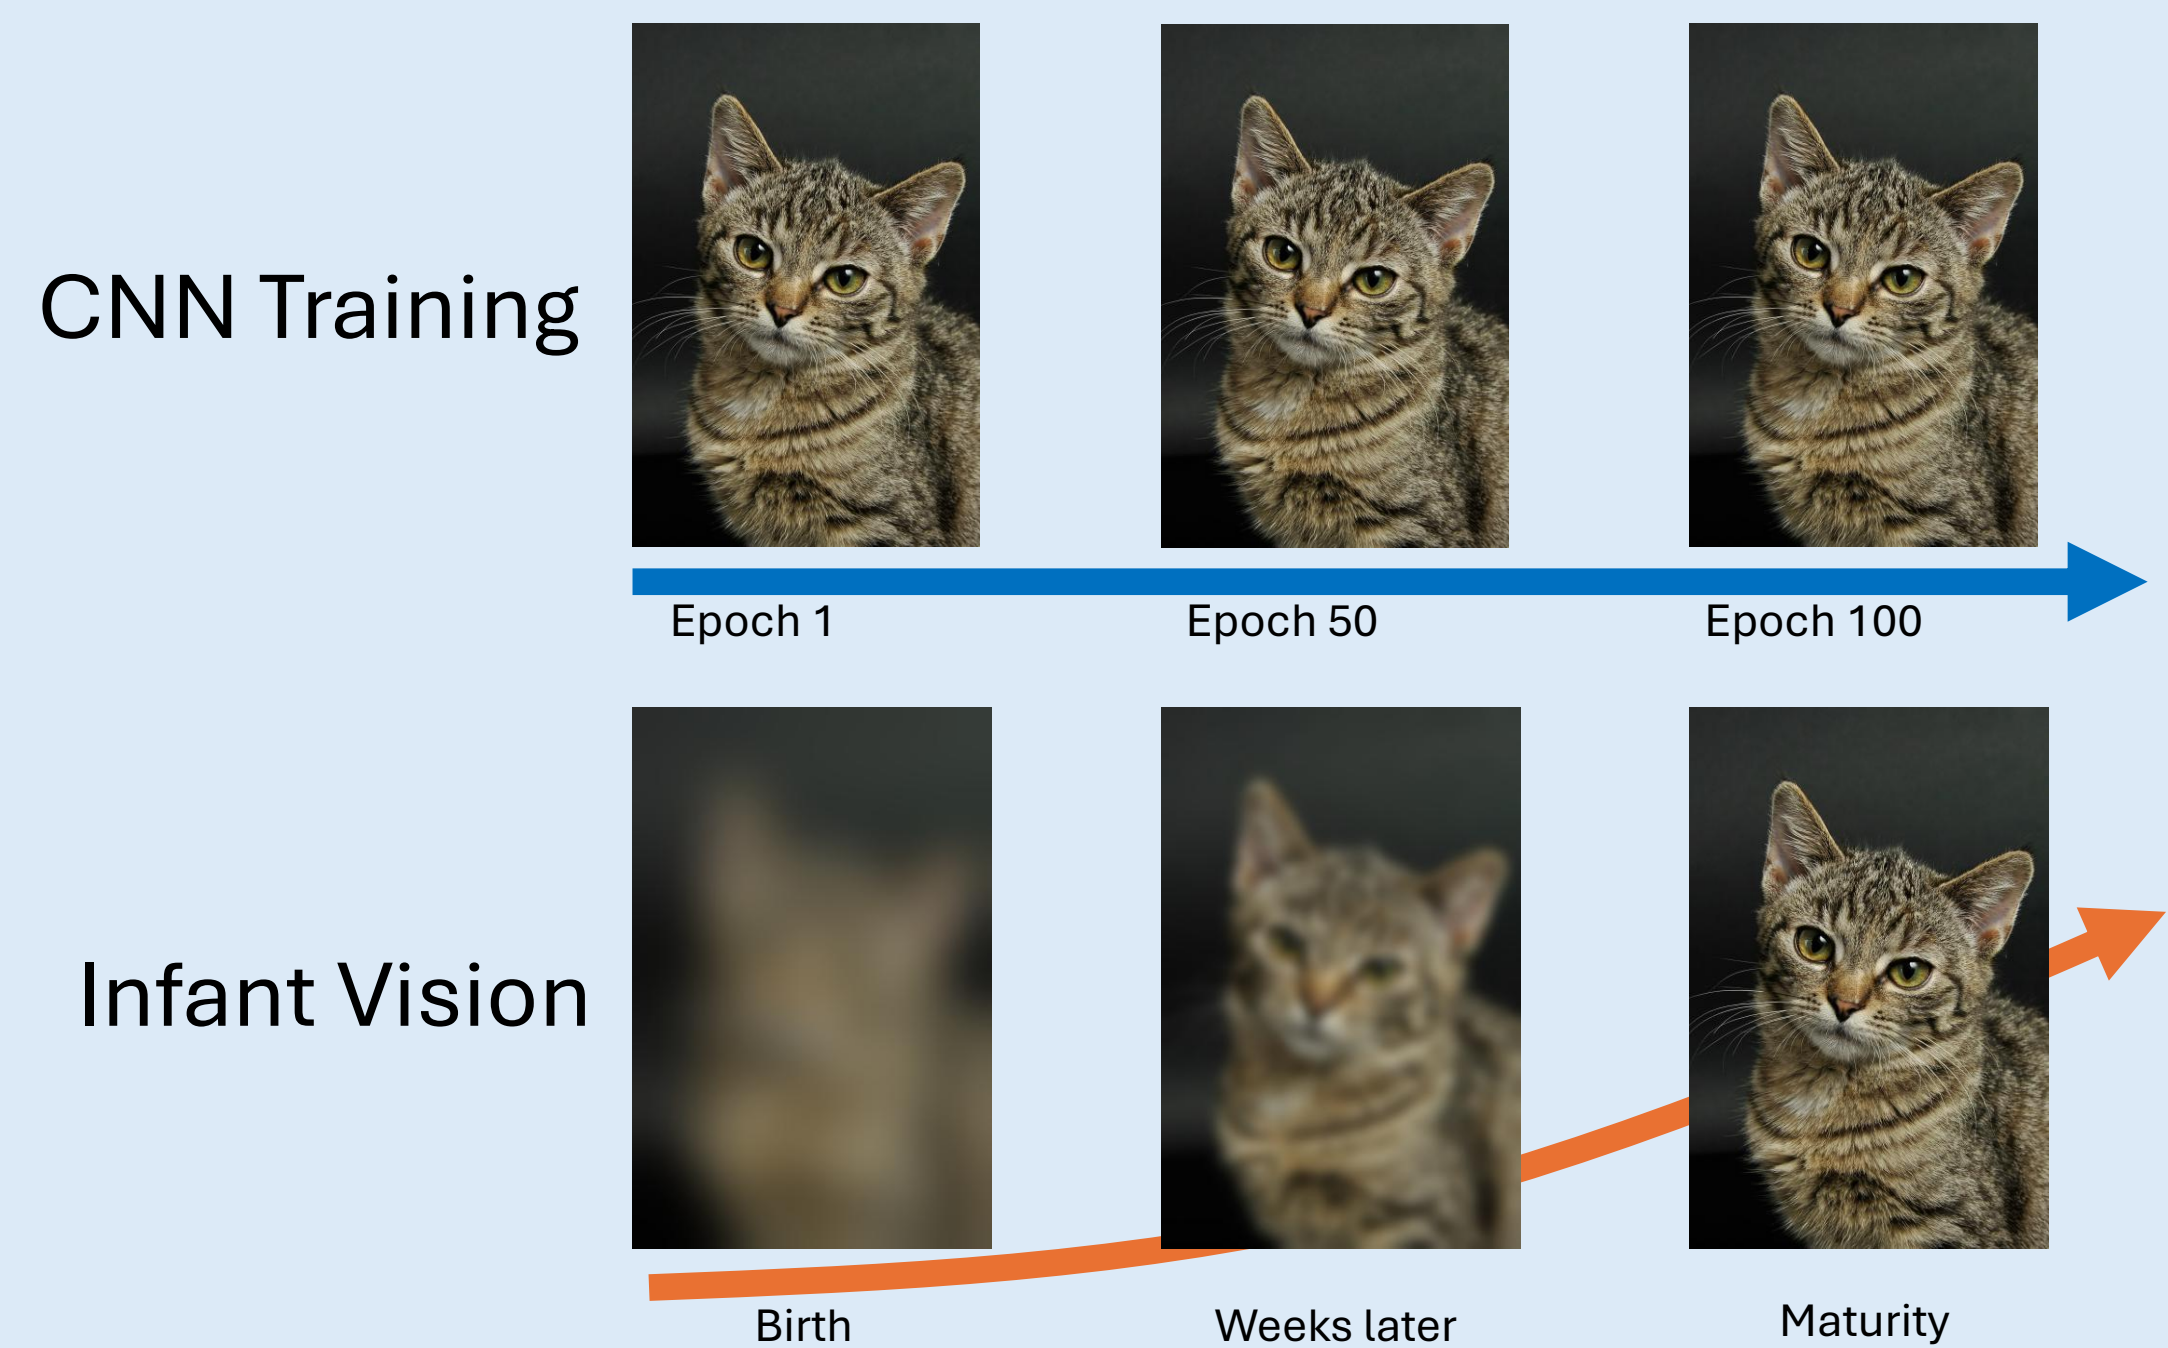 CNN Training
Epoch 1
Epoch 50
Epoch 100
Infant Vision
Birth
Weeks later
Maturity